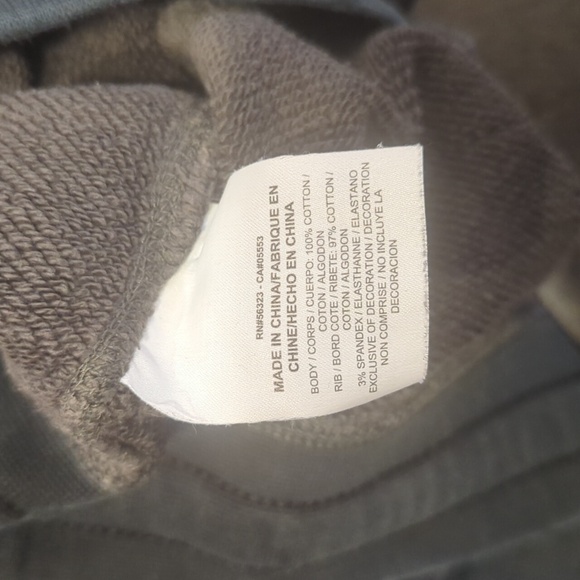 RN#56323 - CA#05553
MADE IN CHINA/FABRIQUE EN
CHINE/HECHO EN CHINA
BODY / CORPS / CUERPO: 100% COTTON /
COTON / ALGODON
RIB / BORD COTE / RIBETE: 97% COTTON /
COTON / ALGODON
3% SPANDEX / ELASTHANNE / ELASTANO
EXCLUSIVE OF DECORATION / DECORATION
NON COMPRISE / NO INCLUYE LA
DECORACION